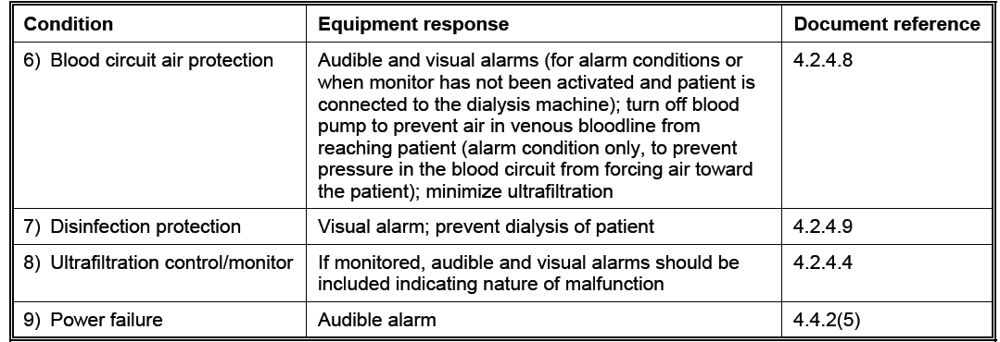 Condition Equipment response Document reference
6) Blood circuit air protection Audible and visual alarms (for alarm conditions or 4.2.4.8
when monitor has not been activated and patient is
connected to the dialysis machine); turn off blood
pump to prevent air in venous bloodline from
reaching patient (alarm condition only, to prevent
pressure in the blood circuit from forcing air toward
the patient); minimize ultrafiltration
7) Disinfection protection Visual alarm; prevent dialysis of patient 4.2.4.9
8) Ultrafiltration control/monitor If monitored, audible and visual alarms should be 4.2.4.4
included indicating nature of malfunction
9) Power failure Audible alarm 4.4.2(5)